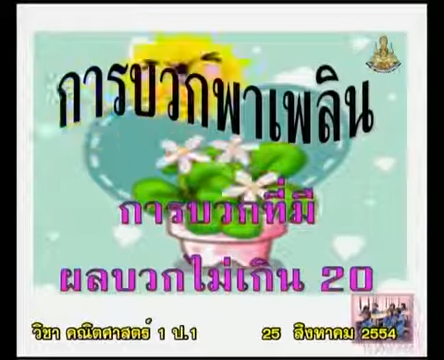 การบวกพาเพลิน
การบวกที่มี
ผลบวกไม่เกิน 20
วิชา คณิตศาสตร์ 1 ป.1 25 สิงหาคม 2554